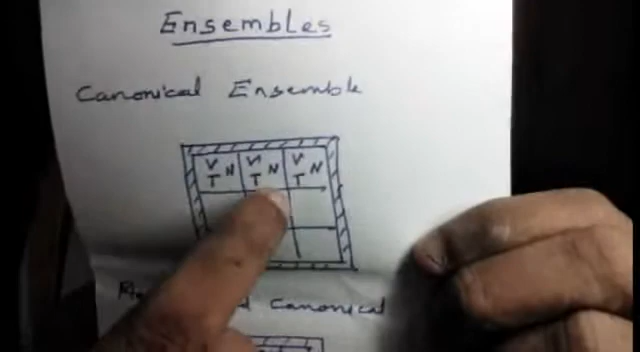 Ensembles
Canonical Ensemble
V N V N V N
T T T
canonical